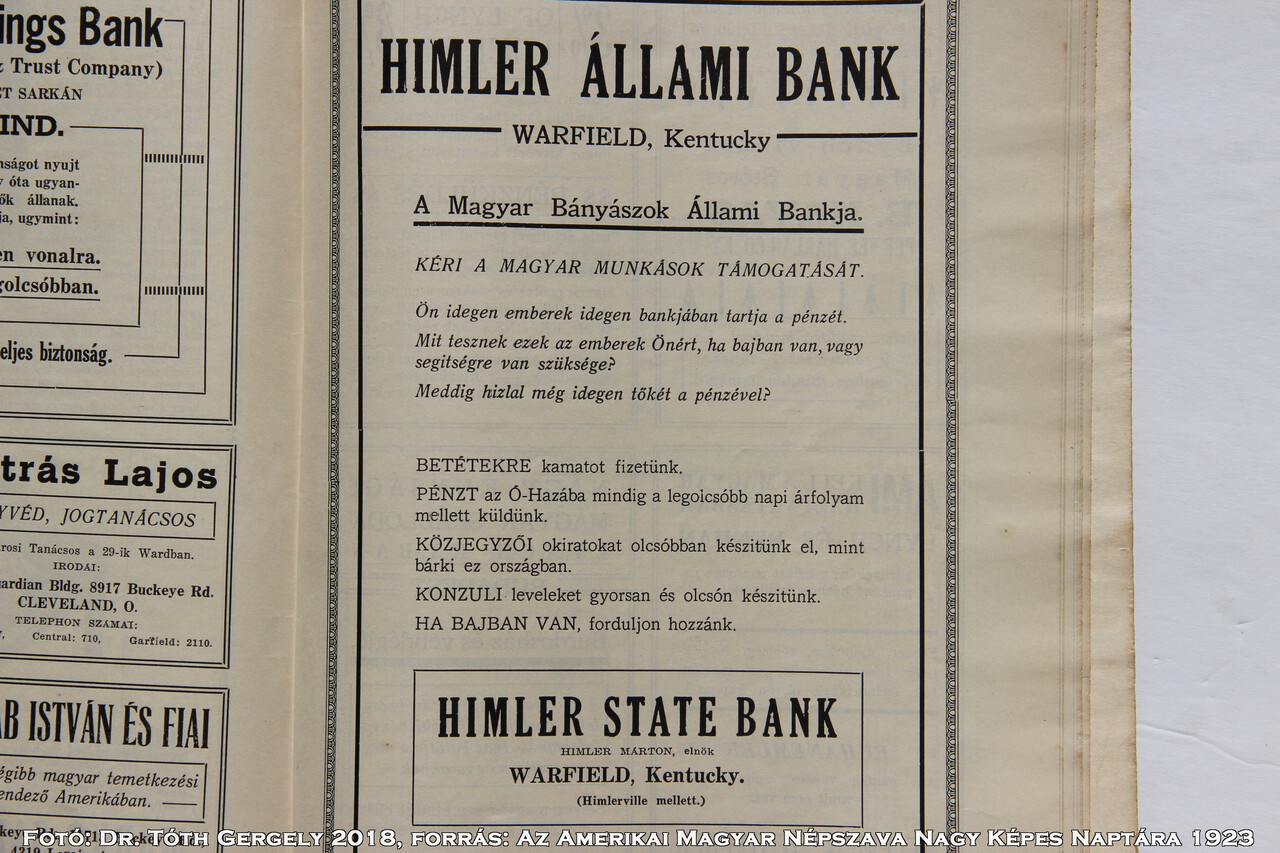 ings Bank
Trust Company)
ET SARKÁN
IND.
nságot nyujt
y óta ugyan-
ők állanak.
ja, ugymint:
en vonalra.
golcsóbban.
eljes biztonság.
trás Lajos
YVÉD, JOGTANÁCSOS
rosi Tanácsos a 29-ik Wardban.
IRODÁI:
ardian Bldg. 8917 Buckeye Rd.
CLEVELAND, O.
TELEPHON SZÁMAI:
Central: 710, Garfield: 2110.
AB ISTVÁN ÉS FIAI
égibb magyar temetkezési
endező Amerikában.
HIMLER ÁLLAMI BANK
WARFIELD, Kentucky
A Magyar Bányászok Állami Bankja.
KÉRI A MAGYAR MUNKÁSOK TÁMOGATÁSÁT.
Ön idegen emberek idegen bankjában tartja a pénzét.
Mit tesznek ezek az emberek Önért, ha bajban van, vagy
segitségre van szüksége?
Meddig hizlal még idegen tőkét a pénzével?
BETÉTEKRE kamatot fizetünk.
PÉNZT az Ó-Hazába mindig a legolcsóbb napi árfolyam
mellett küldünk.
KÖZJEGYZŐI okiratokat olcsóbban készitünk el, mint
bárki ez országban.
KONZULI leveleket gyorsan és olcsón készitünk.
HA BAJBAN VAN, forduljon hozzánk.
HIMLER STATE BANK
HIMLER MÁRTON, elnök
WARFIELD, Kentucky.
(Himlerville mellett.)
Fotó: Dr. Tóth Gergely 2018, forrás: Az Amerikai Magyar Népszava Nagy Képes Naptára 1923